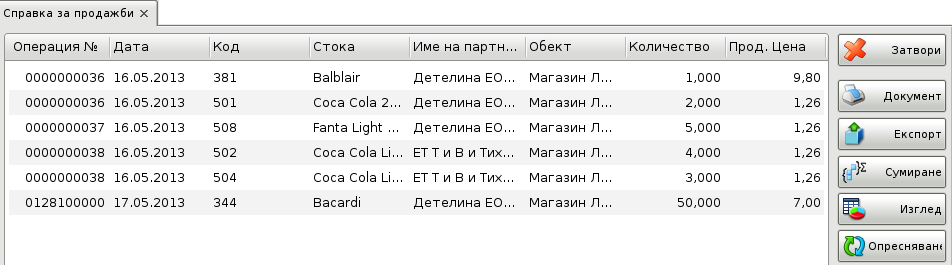 Справка за продажби
Операция № Дата Код Стока Име на партн... Обект Количество Прод. Цена
0000000036 16.05.2013 381 Balblair Детелина ЕО... Магазин Л... 1,000 9,80
0000000036 16.05.2013 501 Coca Cola 2... Детелина ЕО... Магазин Л... 2,000 1,26
0000000037 16.05.2013 508 Fanta Light ... Детелина ЕО... Магазин Л... 5,000 1,26
0000000038 16.05.2013 502 Coca Cola Li... ЕТ Т и В и Тих... Магазин Л... 4,000 1,26
0000000038 16.05.2013 504 Coca Cola Li... ЕТ Т и В и Тих... Магазин Л... 3,000 1,26
0128100000 17.05.2013 344 Bacardi Детелина ЕО... Магазин Л... 50,000 7,00
Затвори
Документ
Експорт
Сумиране
Изглед
Опресняване